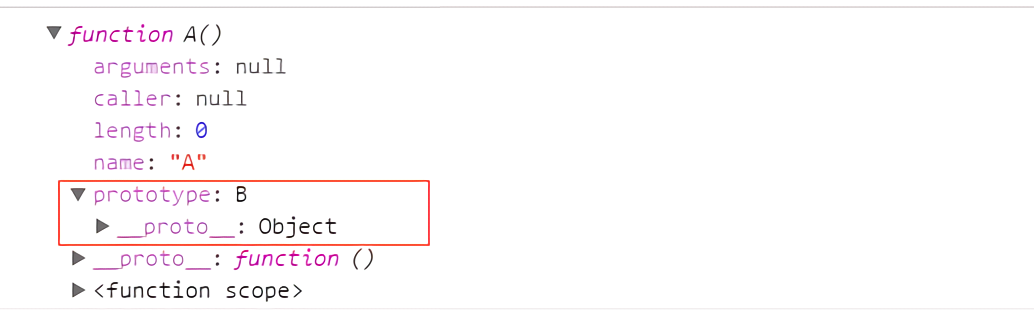 function A()
arguments: null
caller: null
length: 0
name: "A"
prototype: B
__proto__: Object
__proto__: function ()
<function scope>